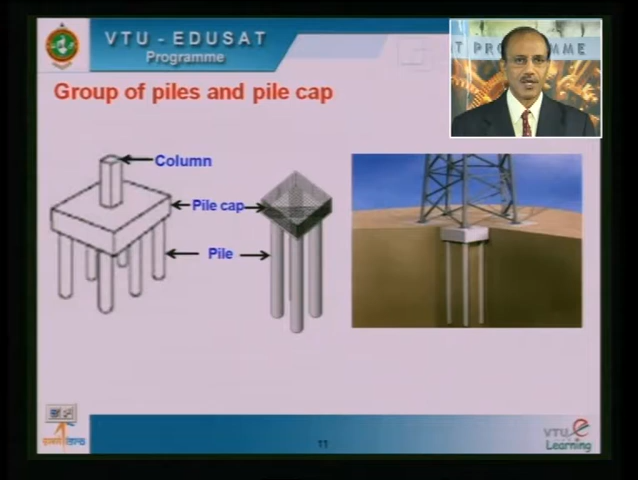 VTU - EDUSAT
Programme
T PROGRAMME
Group of piles and pile cap
Column
Pile cap
Pile
11
VTU e
Learning